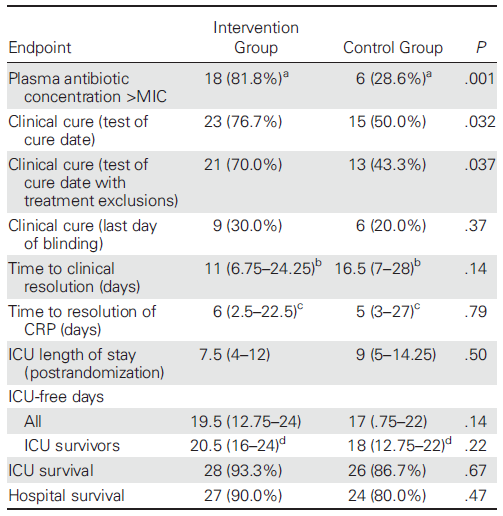 Intervention
Endpoint Group Control Group P
Plasma antibiotic 18 (81.8%)a 6 (28.6%)a .001
concentration >MIC
Clinical cure (test of 23 (76.7%) 15 (50.0%) .032
cure date)
Clinical cure (test of 21 (70.0%) 13 (43.3%) .037
cure date with
treatment exclusions)
Clinical cure (last day 9 (30.0%) 6 (20.0%) .37
of blinding)
Time to clinical 11 (6.75–24.25)b 16.5 (7–28)b .14
resolution (days)
Time to resolution of 6 (2.5–22.5)c 5 (3–27)c .79
CRP (days)
ICU length of stay 7.5 (4–12) 9 (5–14.25) .50
(postrandomization)
ICU-free days
All 19.5 (12.75–24) 17 (.75–22) .14
ICU survivors 20.5 (16–24)d 18 (12.75–22)d .22
ICU survival 28 (93.3%) 26 (86.7%) .67
Hospital survival 27 (90.0%) 24 (80.0%) .47